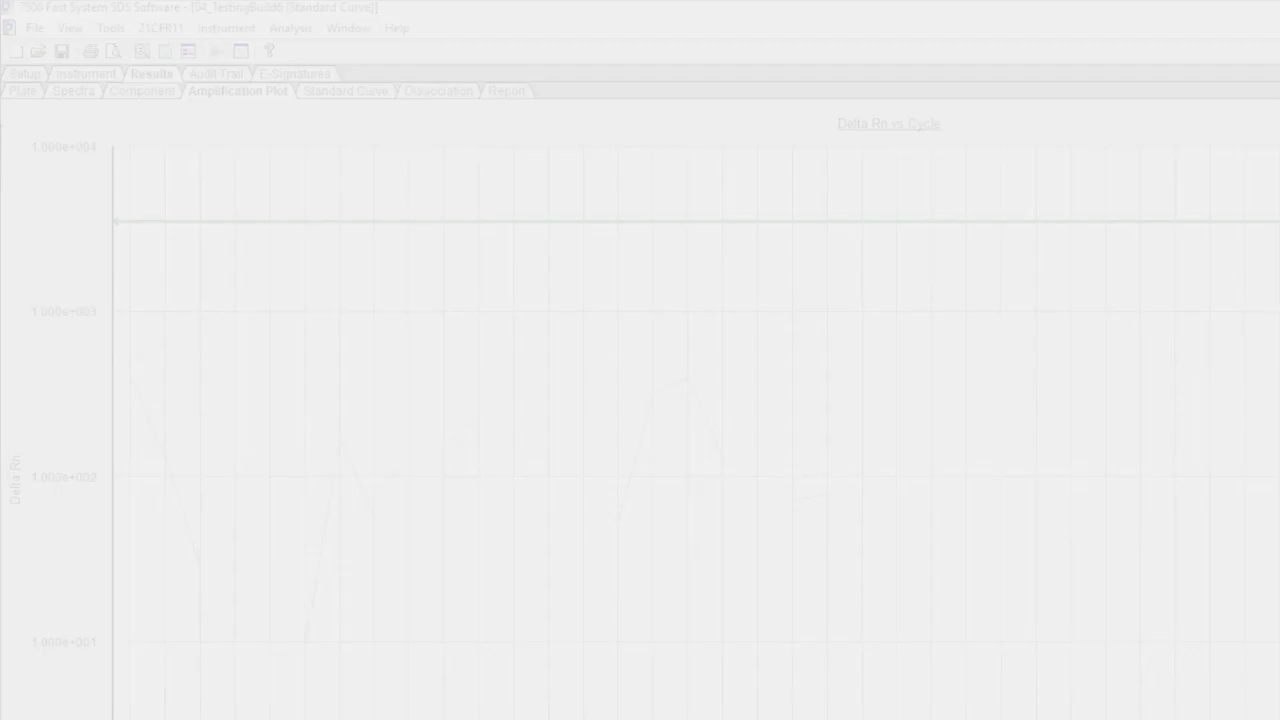 7500 Fast System SDS Software - [04_TestingBuild6 (Standard Curve)]
File View Tools 21CFR11 Instrument Analysis Window Help
Setup Instrument Results Audit Trail E-Signatures
Plate Spectra Component Amplification Plot Standard Curve Dissociation Report
Delta Rn vs Cycle
1.000e+004
1.000e+003
Delta Rn
1.000e+002
1.000e+001